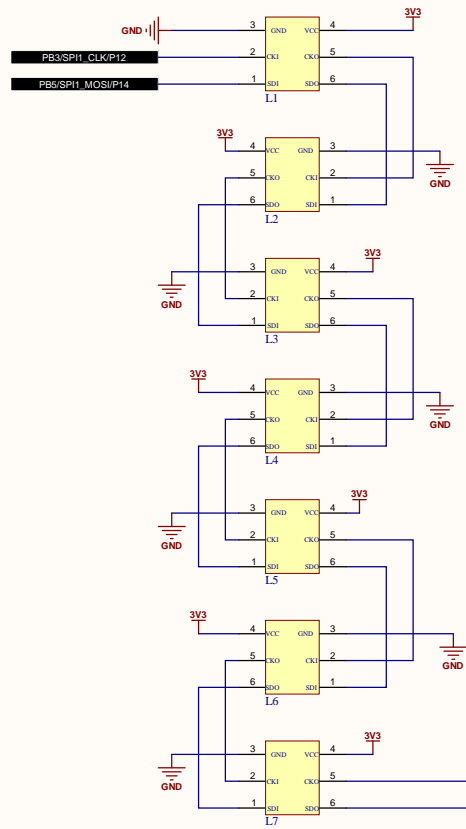 3V3
GND 3 GND VCC 4
PB3/SPI1_CLK/P12 2 CKI CKO 5
PB5/SPI1_MOSI/P14 1 SDI SDO 6
L1
3V3
4 VCC GND 3
5 CKO CKI 2 GND
6 SDO SDI 1
L2
3V3
3 GND VCC 4
GND 2 CKI CKO 5
1 SDI SDO 6
L3
3V3
4 VCC GND 3
5 CKO CKI 2 GND
6 SDO SDI 1
L4
3V3
3 GND VCC 4
GND 2 CKI CKO 5
1 SDI SDO 6
L5
3V3
4 VCC GND 3
5 CKO CKI 2 GND
6 SDO SDI 1
L6
3V3
3 GND VCC 4
GND 2 CKI CKO 5
1 SDI SDO 6
L7